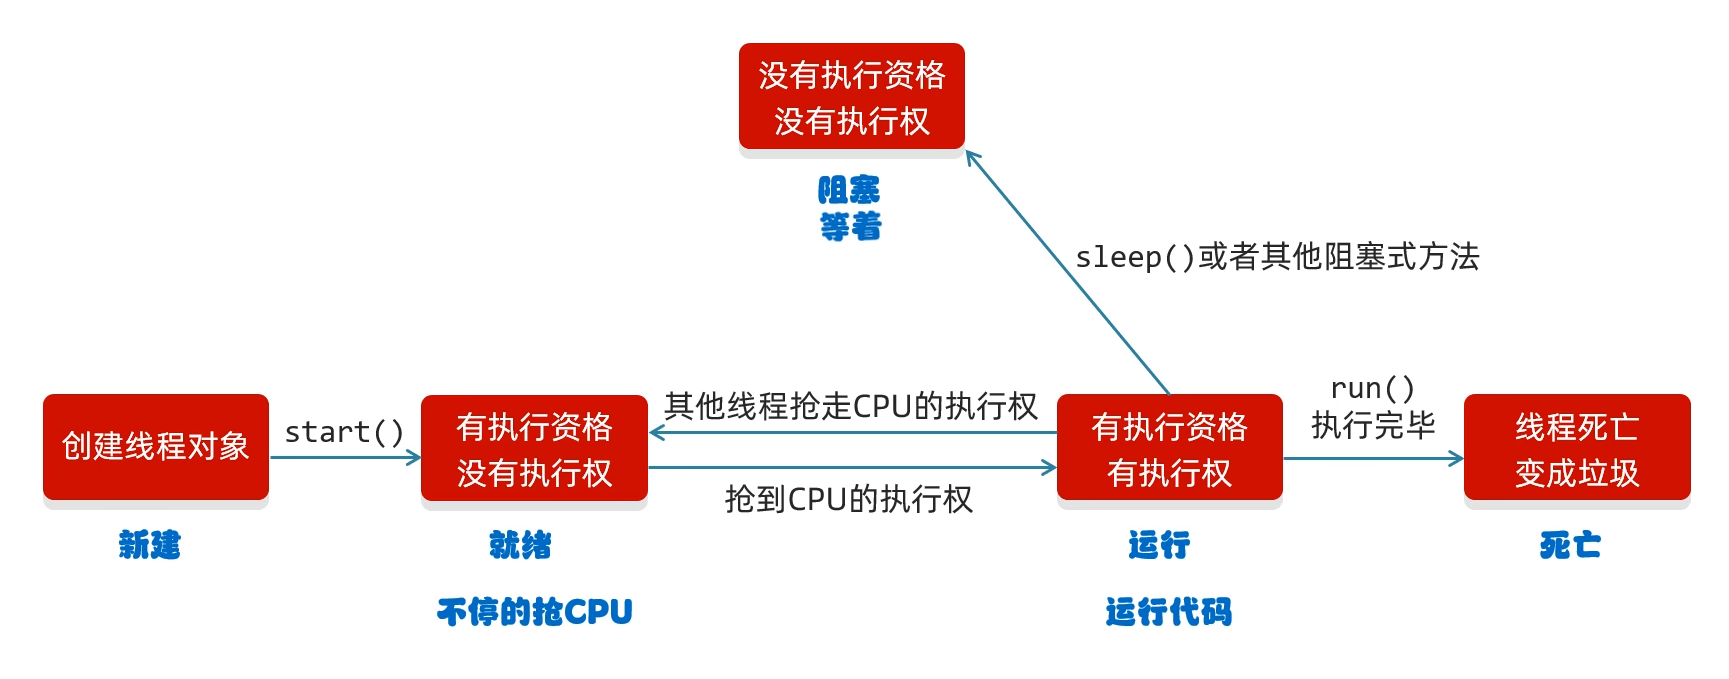 没有执行资格
没有执行权
阻塞
等着
sleep()或者其他阻塞式方法
创建线程对象
新建
start()
有执行资格
没有执行权
就绪
不停的抢CPU
其他线程抢走CPU的执行权
抢到CPU的执行权
有执行资格
有执行权
运行
运行代码
run()
执行完毕
线程死亡
变成垃圾
死亡